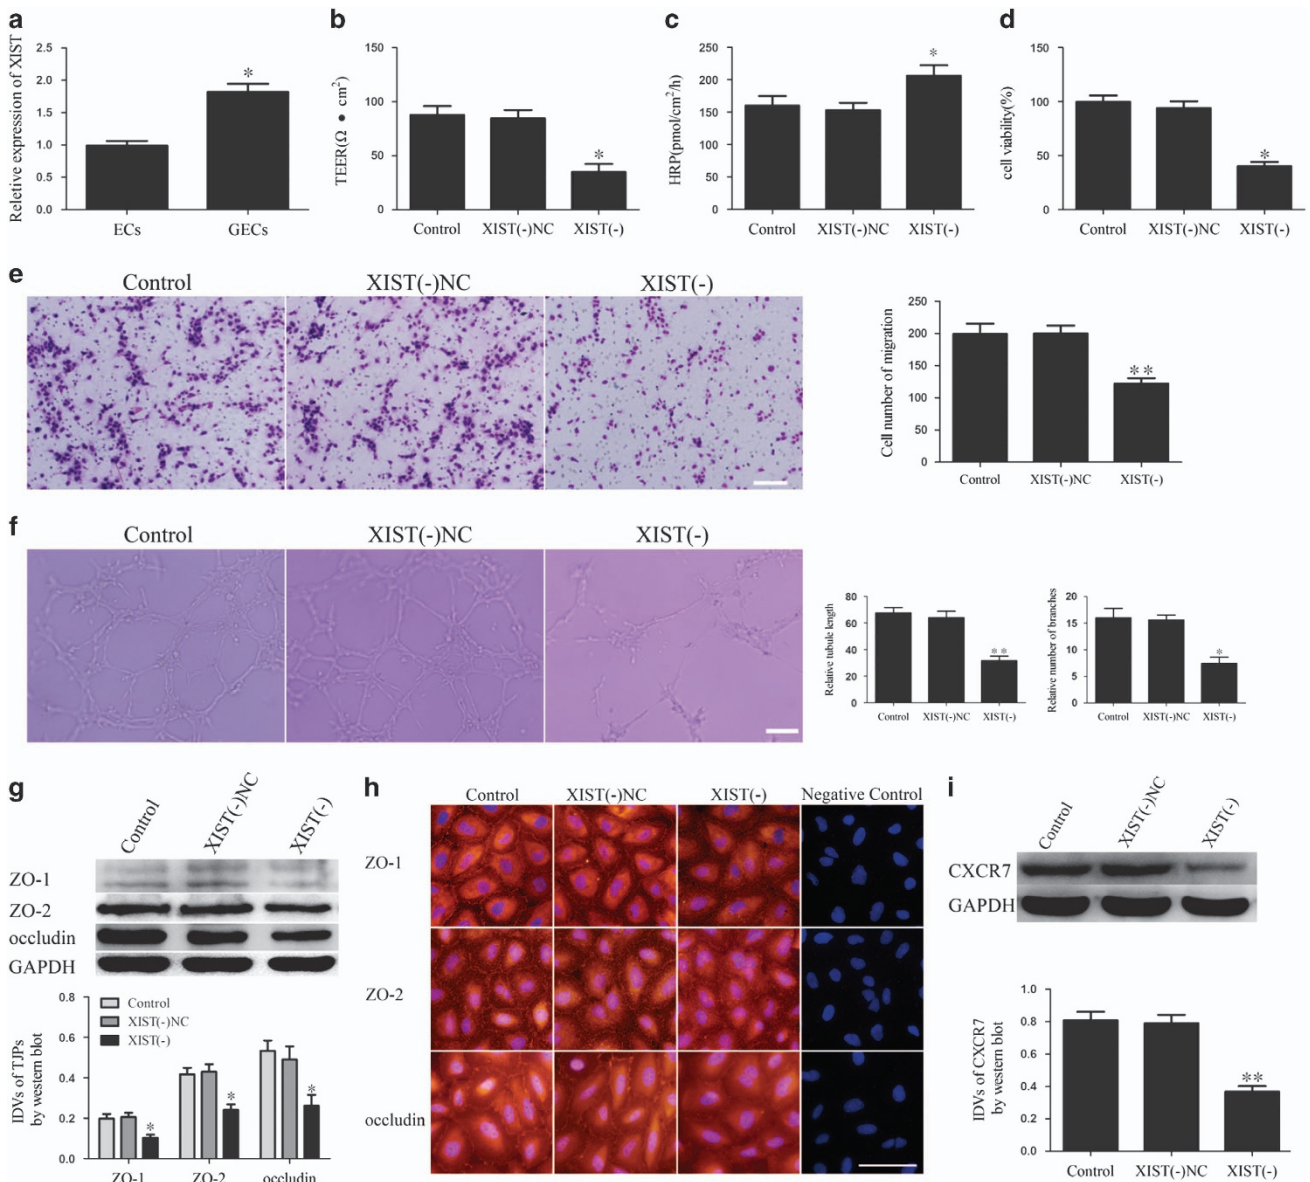 a
Reletive expression of XIST
2.5
2.0
1.5
1.0
0.5
0.0
*
ECs
GECs
b
TEER(Ω ● cm²)
150
100
50
0
*
Control
XIST(-)NC
XIST(-)
c
HRP(pmol/cm²/h)
250
200
150
100
50
0
*
Control
XIST(-)NC
XIST(-)
d
cell viability(%)
150
100
50
0
*
Control
XIST(-)NC
XIST(-)
e
Control
XIST(-)NC
XIST(-)
Cell number of migration
250
200
150
100
50
0
**
Control
XIST(-)NC
XIST(-)
f
Control
XIST(-)NC
XIST(-)
Relative tubule length
80
60
40
20
0
**
Control
XIST(-)NC
XIST(-)
Relative number of branches
20
15
10
5
0
*
Control
XIST(-)NC
XIST(-)
g
Control
XIST(-)NC
XIST(-)
ZO-1
ZO-2
occludin
GAPDH
IDVs of TJPs
by western blot
0.8
0.6
0.4
0.2
0.0
Control
XIST(-)NC
XIST(-)
*
*
*
ZO-1
ZO-2
occludin
h
Control
XIST(-)NC
XIST(-)
Negative Control
ZO-1
ZO-2
occludin
i
Control
XIST(-)NC
XIST(-)
CXCR7
GAPDH
IDVs of CXCR7
by western blot
1.0
0.8
0.6
0.4
0.2
0.0
**
Control
XIST(-)NC
XIST(-)